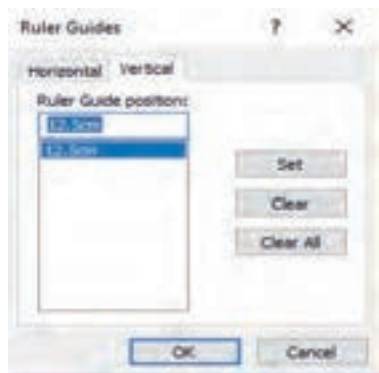 Ruler Guides ? ×
Horizontal Vertical
Ruler Guide position:
12.5cm
12.5cm
Set
Clear
Clear All
OK Cancel